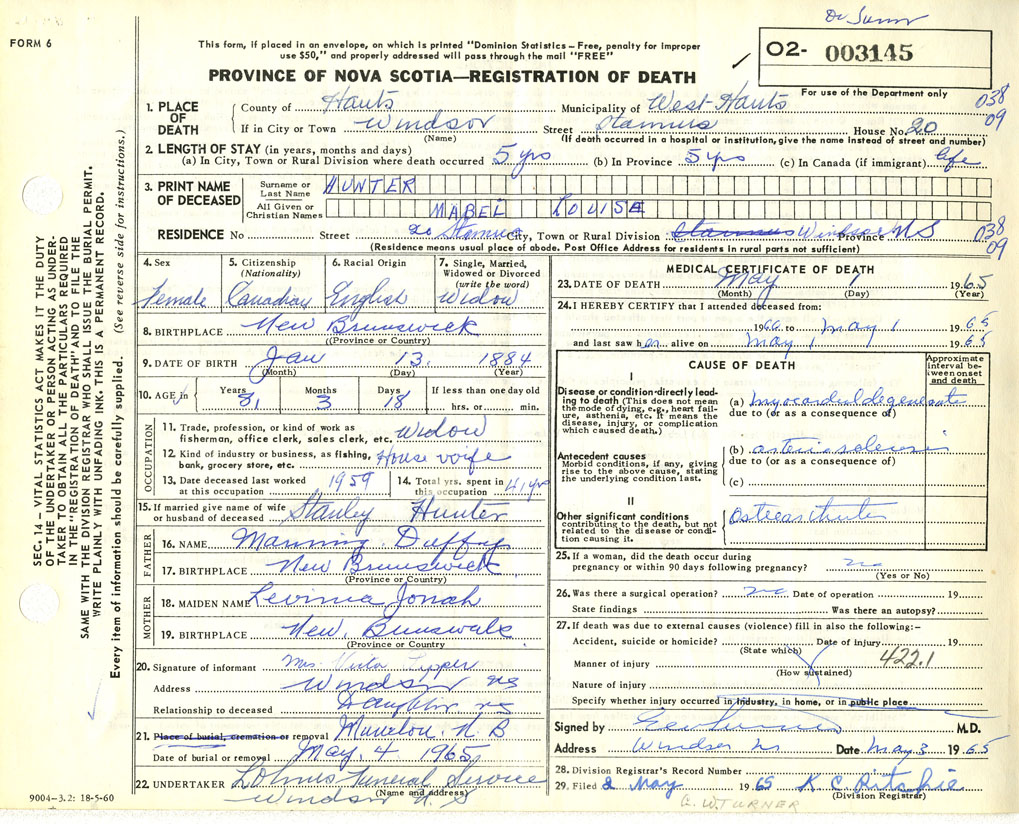 FORM 6
This form, if placed in an envelope, on which is printed "Dominion Statistics – Free, penalty for improper
use $50," and properly addressed will pass through the mail "FREE"
PROVINCE OF NOVA SCOTIA—REGISTRATION OF DEATH
O2- 003145
For use of the Department only
038
09
1. PLACE OF DEATH
County of Hants Municipality of West Hants
If in City or Town Windsor Street House No. 20
(Name) (If death occurred in a hospital or institution, give the name instead of street and number)
2. LENGTH OF STAY (in years, months and days)
(a) In City, Town or Rural Division where death occurred 5 yrs (b) In Province 5 yrs (c) In Canada (if immigrant) life
3. PRINT NAME OF DECEASED
Surname or Last Name HUNTER
All Given or Christian Names MABEL LOUISE
RESIDENCE No Street 20 City, Town or Rural Division Windsor Province NS
038
09
(Residence means usual place of abode. Post Office Address for residents in rural parts not sufficient)
4. Sex Female
5. Citizenship (Nationality) Canadian
6. Racial Origin English
7. Single, Married, Widowed or Divorced (write the word) Widow
8. BIRTHPLACE New Brunswick
((Province or Country)
9. DATE OF BIRTH Jan 13 1884
(Month) (Day) (Year)
10. AGE in Years 81 Months 3 Days 18 If less than one day old hrs. or min.
OCCUPATION
11. Trade, profession, or kind of work as fisherman, office clerk, sales clerk, etc. Widow
12. Kind of industry or business, as fishing, bank, grocery store, etc. House wife
13. Date deceased last worked at this occupation 1959
14. Total yrs. spent in this occupation 41 yrs
15. If married give name of wife or husband of deceased Stanley Hunter
FATHER
16. NAME Manning Duffy
17. BIRTHPLACE New Brunswick
(Province or Country)
MOTHER
18. MAIDEN NAME Levinia Jonah
19. BIRTHPLACE New Brunswick
(Province or Country
20. Signature of informant Mrs.
Address Windsor NS
Relationship to deceased Daughter
21. Place of burial, cremation or removal N. B
Date of burial or removal May, 4 1965
22. UNDERTAKER Funeral Service
(Name and address)
Windsor N. S
9004–3.2: 18-5-60
MEDICAL CERTIFICATE OF DEATH
23. DATE OF DEATH May 1 1965
(Month) (Day) (Year)
24. I HEREBY CERTIFY that I attended deceased from:
to May 1 1965
and last saw her alive on May 1 1965
CAUSE OF DEATH
Approximate interval between onset and death
I
Disease or condition directly leading to death (This does not mean the mode of dying, e.g., heart failure, asthenia, etc. It means the disease, injury, or complication which caused death.)
(a) myocardial degeneration
due to (or as a consequence of)
Antecedent causes
Morbid conditions, if any, giving rise to the above cause, stating the underlying condition last.
(b)
due to (or as a consequence of)
(c)
II
Other significant conditions
contributing to the death, but not related to the disease or condition causing it.
25. If a woman, did the death occur during pregnancy or within 90 days following pregnancy? no
(Yes or No)
26. Was there a surgical operation? no Date of operation 19
State findings Was there an autopsy?
27. If death was due to external causes (violence) fill in also the following:-
Accident, suicide or homicide? Date of injury 19
(State which)
Manner of injury 422.1
(How sustained)
Nature of injury
Specify whether injury occurred in industry, in home, or in public place
Signed by M.D.
Address Windsor NS Date May 3 1965
28. Division Registrar's Record Number
29. Filed 2 May 1965 K C Ritchie
(Division Registrar)
G. W. TURNER
SEC. 14 – VITAL STATISTICS ACT MAKES IT THE DUTY
OF THE UNDERTAKER OR PERSON ACTING AS UNDER-
TAKER TO OBTAIN ALL THE PARTICULARS REQUIRED
IN THE "REGISTRATION OF DEATH" AND TO FILE THE
SAME WITH THE DIVISION REGISTRAR WHO SHALL ISSUE THE BURIAL PERMIT.
WRITE PLAINLY WITH UNFADING INK. THIS IS A PERMANENT RECORD.
Every item of information should be carefully supplied. (See reverse side for instructions.)